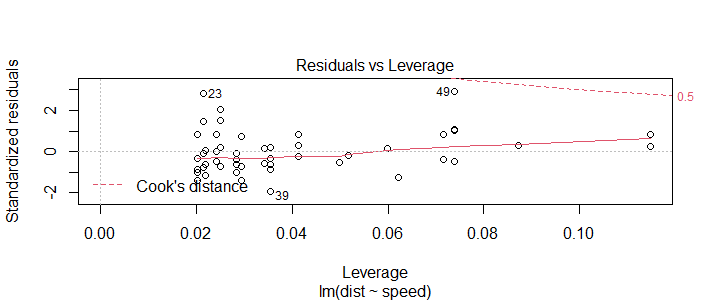 Residuals vs Leverage
Standardized residuals
2
0
-2
23
49
39
0.5
Cook's distance
0.00 0.02 0.04 0.06 0.08 0.10
Leverage
lm(dist ~ speed)